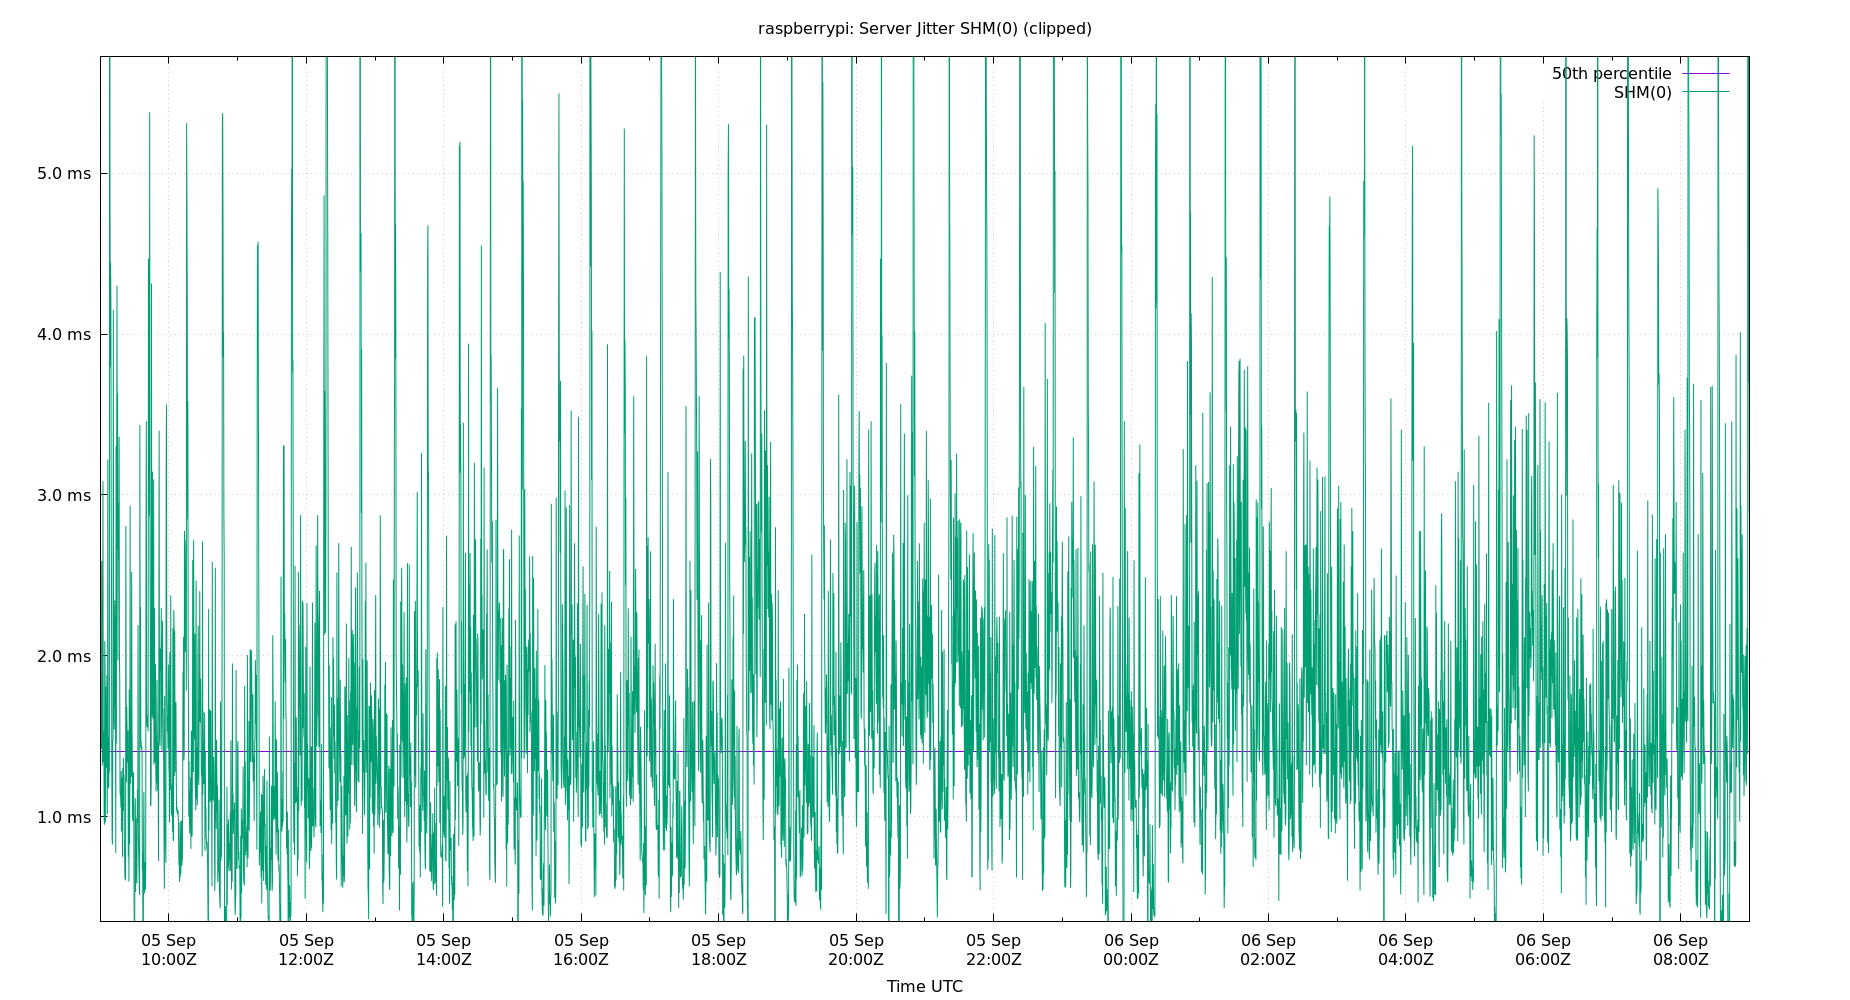 raspberrypi: Server Jitter SHM(0) (clipped)
50th percentile
SHM(0)
5.0 ms
4.0 ms
3.0 ms
2.0 ms
1.0 ms
05 Sep 05 Sep 05 Sep 05 Sep 05 Sep 05 Sep 05 Sep 06 Sep 06 Sep 06 Sep 06 Sep 06 Sep
10:00Z 12:00Z 14:00Z 16:00Z 18:00Z 20:00Z 22:00Z 00:00Z 02:00Z 04:00Z 06:00Z 08:00Z
Time UTC